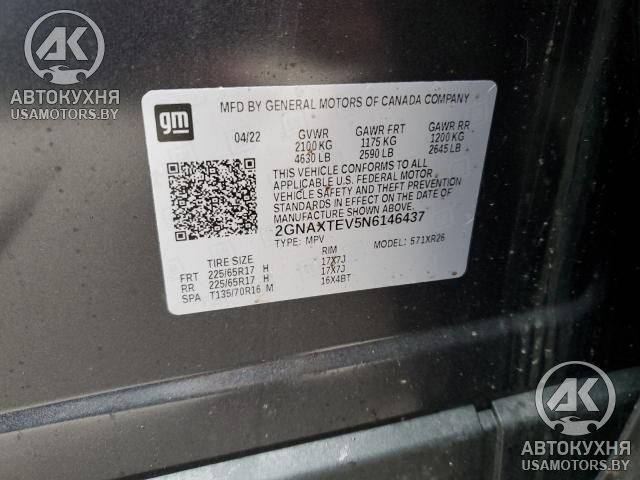 АК
АВТОКУХНЯ
USAMOTORS.BY
gm
MFD BY GENERAL MOTORS OF CANADA COMPANY
04/22 GVWR GAWR FRT GAWR RR
2100 KG 1175 KG 1200 KG
4630 LB 2590 LB 2645 LB
THIS VEHICLE CONFORMS TO ALL
APPLICABLE U.S. FEDERAL MOTOR
VEHICLE SAFETY AND THEFT PREVENTION
STANDARDS IN EFFECT ON THE DATE OF
MANUFACTURE SHOWN ABOVE.
2GNAXTEV5N6146437
TYPE: MPV MODEL: 571XR26
TIRE SIZE RIM
FRT 225/65R17 H 17X7J
RR 225/65R17 H 17X7J
SPA T135/70R16 M 16X4BT
АК
АВТОКУХНЯ
USAMOTORS.BY